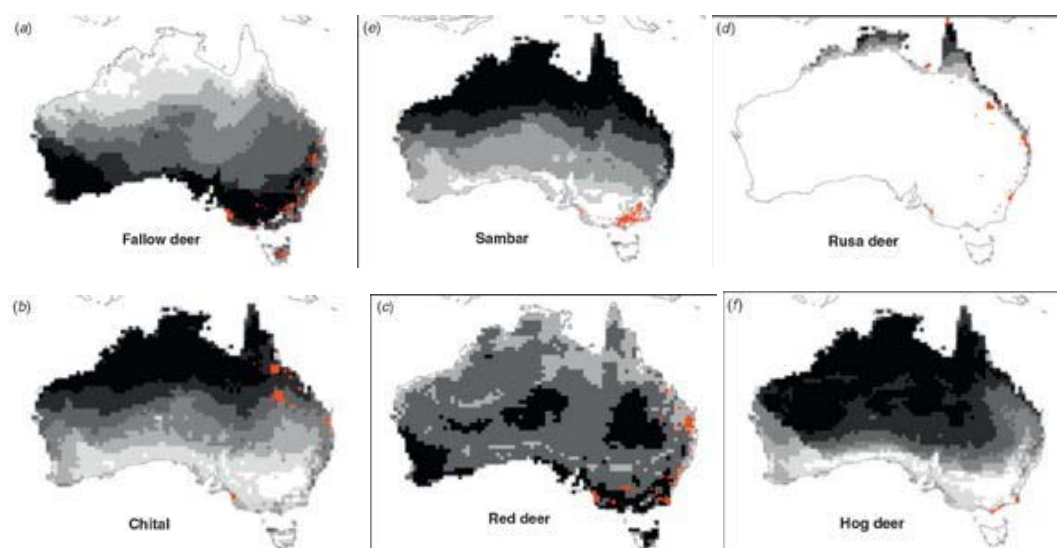 (a)
Fallow deer
(e)
Sambar
(d)
Rusa deer
(b)
Chital
(c)
Red deer
(f)
Hog deer